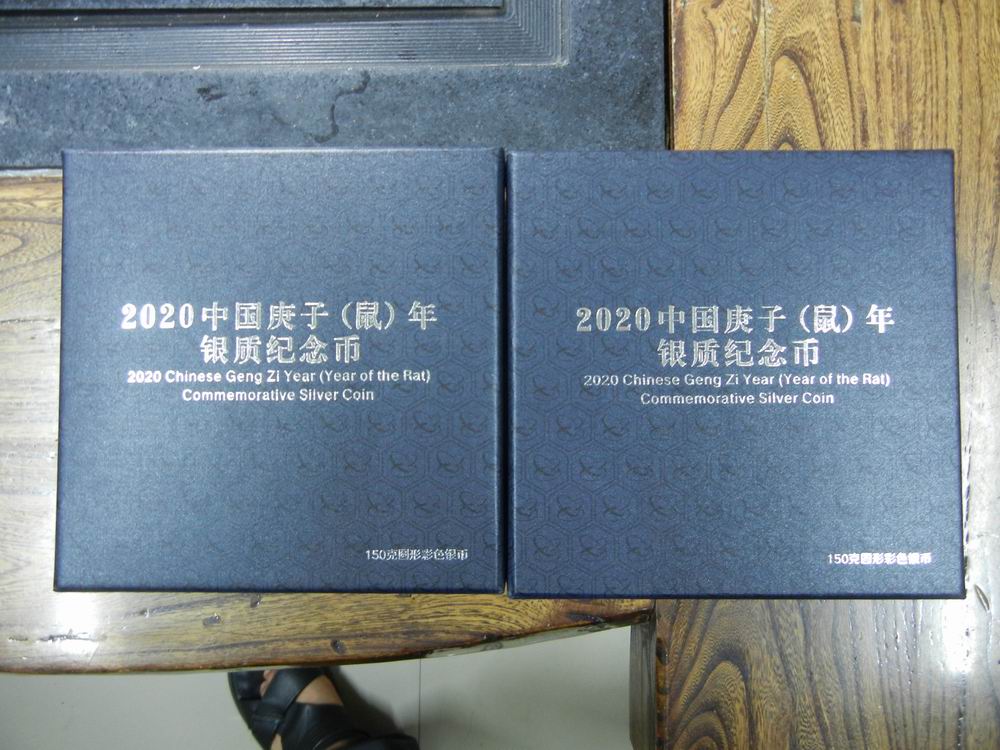 2020中国庚子(鼠)年
银质纪念币
2020 Chinese Geng Zi Year (Year of the Rat)
Commemorative Silver Coin
150克圆形彩色银币
2020中国庚子(鼠)年
银质纪念币
2020 Chinese Geng Zi Year (Year of the Rat)
Commemorative Silver Coin
150克圆形彩色银币